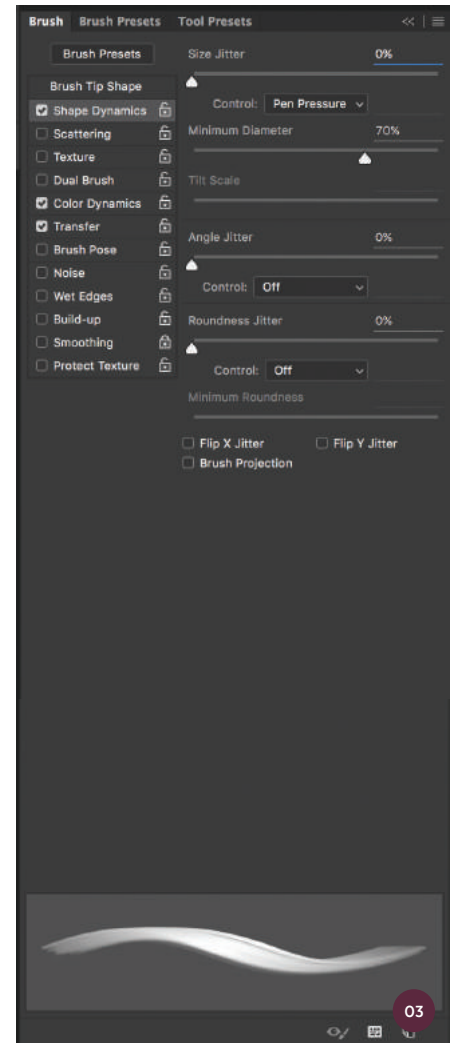 Brush Brush Presets Tool Presets
Brush Presets
Brush Tip Shape
Shape Dynamics
Scattering
Texture
Dual Brush
Color Dynamics
Transfer
Brush Pose
Noise
Wet Edges
Build-up
Smoothing
Protect Texture
Size Jitter 0%
Control: Pen Pressure
Minimum Diameter 70%
Tilt Scale
Angle Jitter 0%
Control: Off
Roundness Jitter 0%
Control: Off
Minimum Roundness
Flip X Jitter Flip Y Jitter
Brush Projection
03